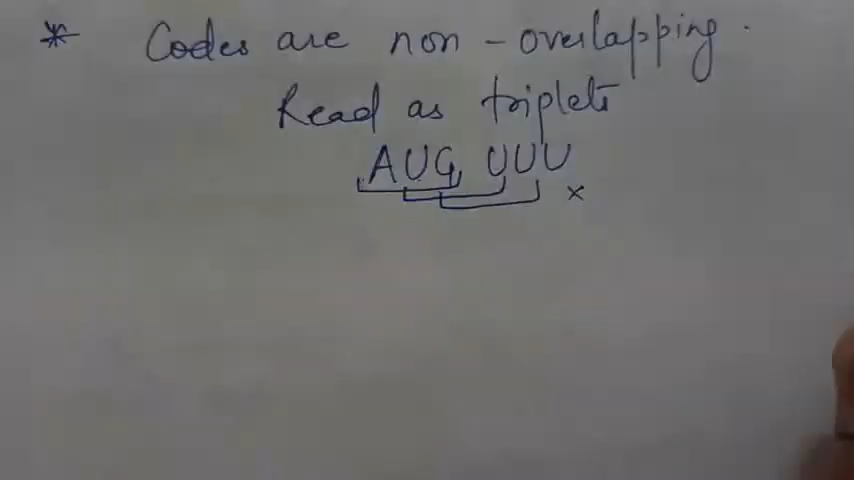 * Codes are non - overlapping.
Read as triplets
AUG, UUU
×